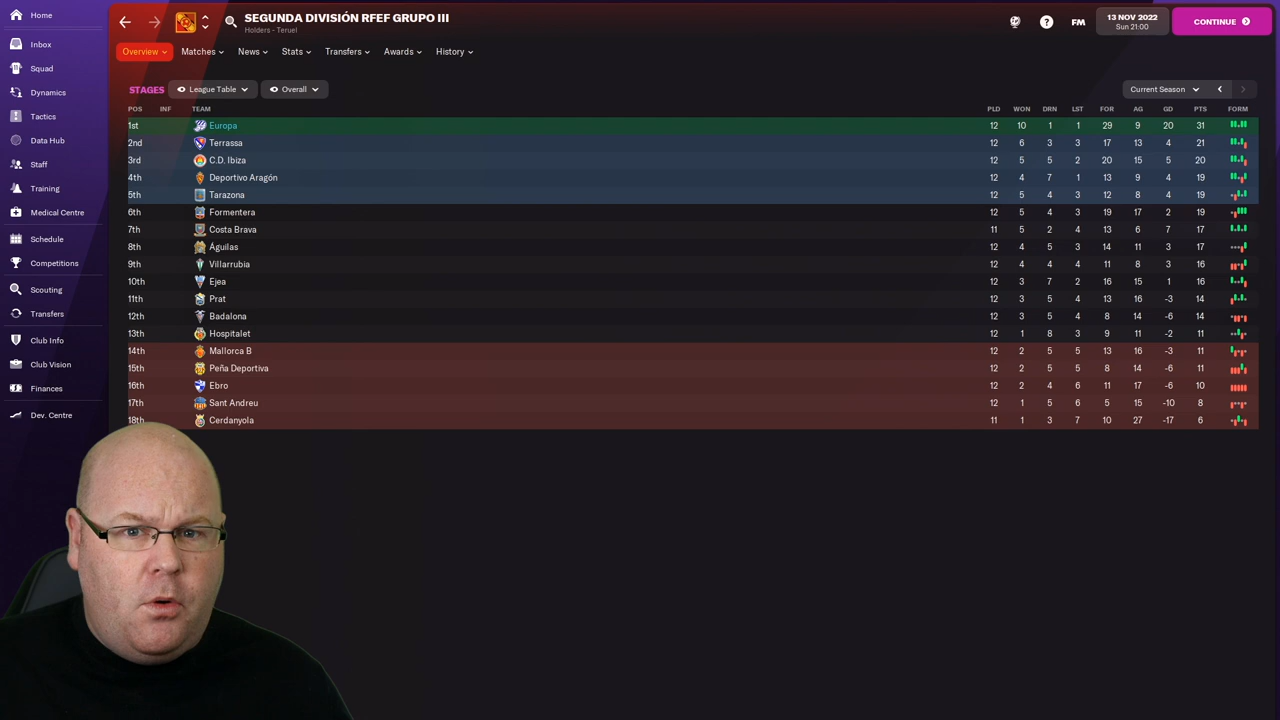 Home
Inbox
Squad
Dynamics
Tactics
Data Hub
Staff
Training
Medical Centre
Schedule
Competitions
Scouting
Transfers
Club Info
Club Vision
Finances
Dev. Centre
SEGUNDA DIVISIÓN RFEF GRUPO III
Holders - Teruel
? FM 13 NOV 2022 CONTINUE
Sun 21:00
Overview Matches News Stats Transfers Awards History
STAGES League Table Overall Current Season
POS INF TEAM PLD WON DRN LST FOR AG GD PTS FORM
1st Europa 12 10 1 1 29 9 20 31
2nd Terrassa 12 6 3 3 17 13 4 21
3rd C.D. Ibiza 12 5 5 2 20 15 5 20
4th Deportivo Aragón 12 4 7 1 13 9 4 19
5th Tarazona 12 5 4 3 12 8 4 19
6th Formentera 12 5 4 3 19 17 2 19
7th Costa Brava 11 5 2 4 13 6 7 17
8th Águilas 12 4 5 3 14 11 3 17
9th Villarrubia 12 4 4 4 11 8 3 16
10th Ejea 12 3 7 2 16 15 1 16
11th Prat 12 3 5 4 13 16 -3 14
12th Badalona 12 3 5 4 8 14 -6 14
13th Hospitalet 12 1 8 3 9 11 -2 11
14th Mallorca B 12 2 5 5 13 16 -3 11
15th Peña Deportiva 12 2 5 5 8 14 -6 11
16th Ebro 12 2 4 6 11 17 -6 10
17th Sant Andreu 12 1 5 6 5 15 -10 8
18th Cerdanyola 11 1 3 7 10 27 -17 6